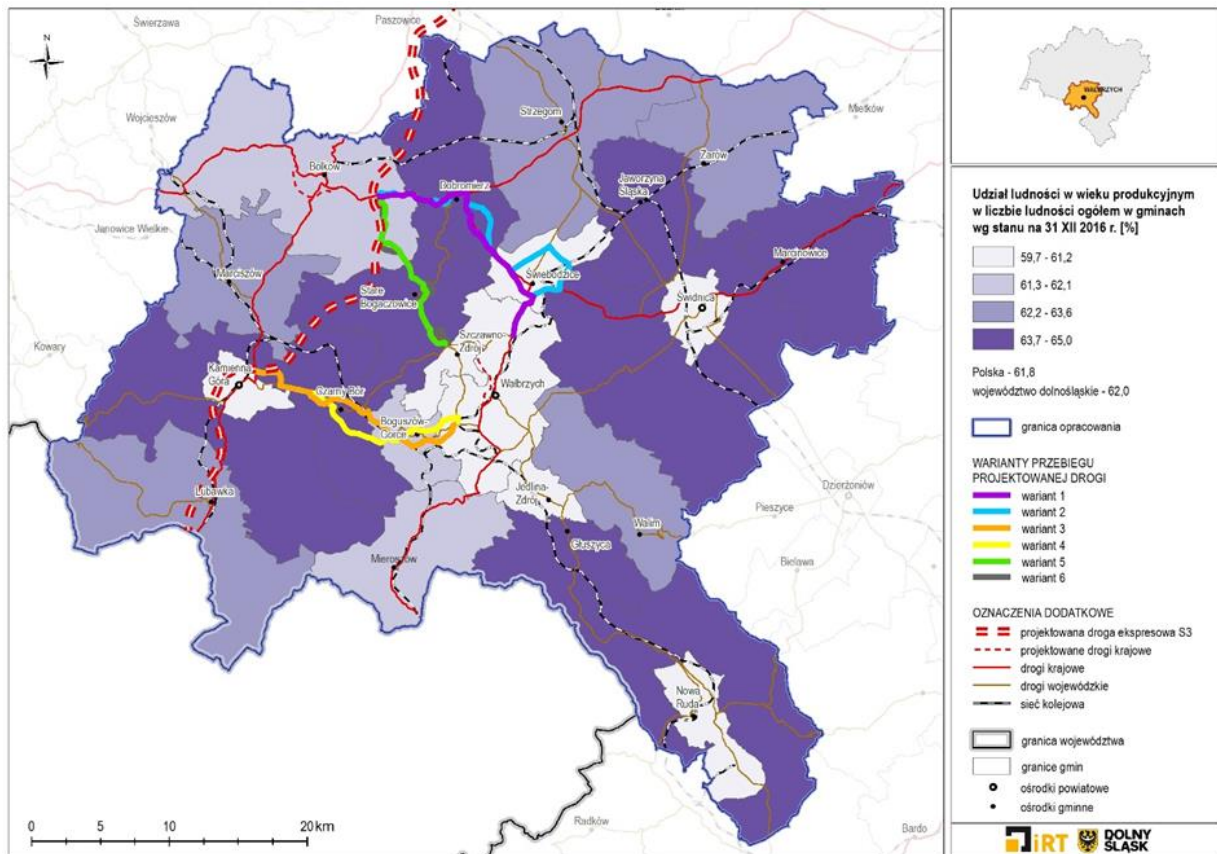 Świerzawa
Paszowice
N
Wojcieszów
Mietków
Strzegom
Żarów
Bolków
Dobromierz
Jaworzyna
Śląska
Janowice Wielkie
Marciszów
Marcinowice
Świebodzice
Stare
Bogaczowice
Świdnica
Szczawno-
Zdrój
Kowary
Kamienna
Góra
Czarny Bór
Wałbrzych
Boguszów-
Gorce
Jedlina-
Zdrój
Dzierżoniów
Pieszyce
Lubawka
Walim
Głuszyca
Mieroszów
Bielawa
Nowa
Ruda
Radków
Bardo
0 5 10 15 20 km
WAŁBRZYCH
Udział ludności w wieku produkcyjnym
w liczbie ludności ogółem w gminach
wg stanu na 31 XII 2016 r. [%]
59,7 - 61,2
61,3 - 62,1
62,2 - 63,6
63,7 - 65,0
Polska - 61,8
województwo dolnośląskie - 62,0
granica opracowania
WARIANTY PRZEBIEGU
PROJEKTOWANEJ DROGI
wariant 1
wariant 2
wariant 3
wariant 4
wariant 5
wariant 6
OZNACZENIA DODATKOWE
projektowana droga ekspresowa S3
projektowane drogi krajowe
drogi krajowe
drogi wojewódzkie
sieć kolejowa
granica województwa
granice gmin
ośrodki powiatowe
ośrodki gminne
iRT
DOLNY
ŚLĄSK